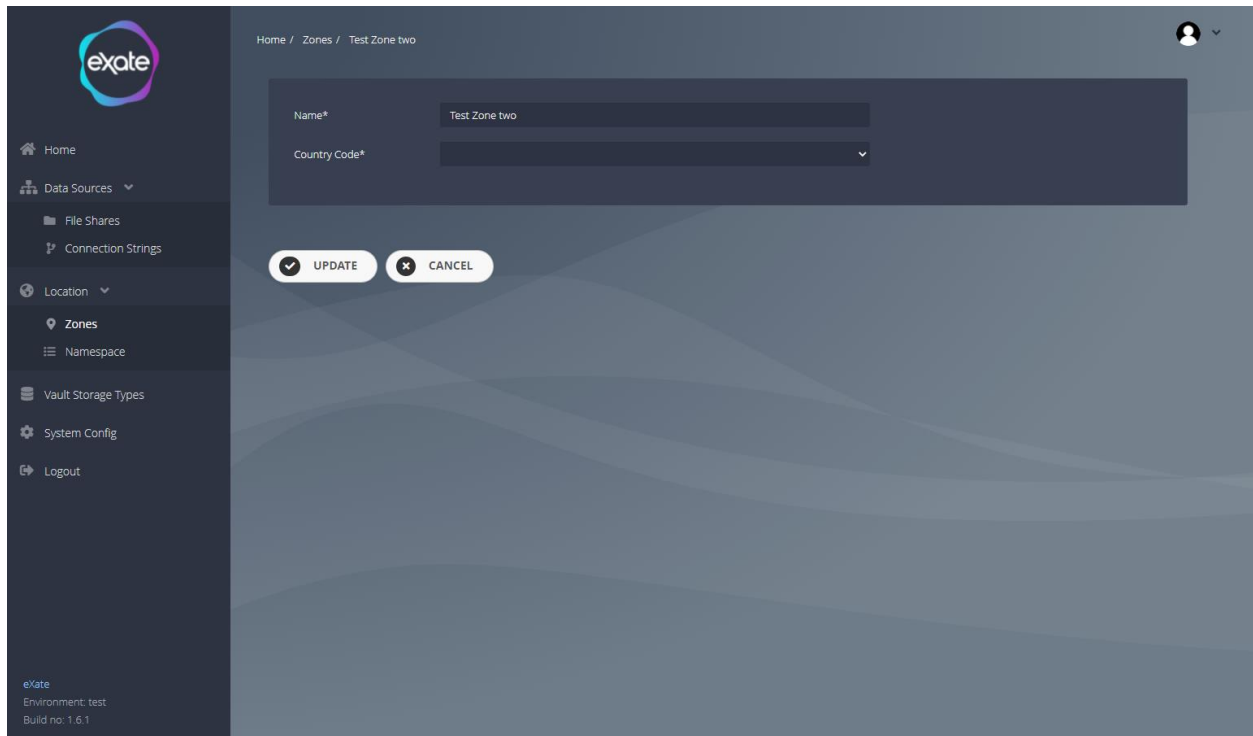 exate
Home / Zones / Test Zone two
Name* Test Zone two
Country Code*
UPDATE CANCEL
Home
Data Sources
File Shares
Connection Strings
Location
Zones
Namespace
Vault Storage Types
System Config
Logout
eXate
Environment: test
Build no: 1.6.1